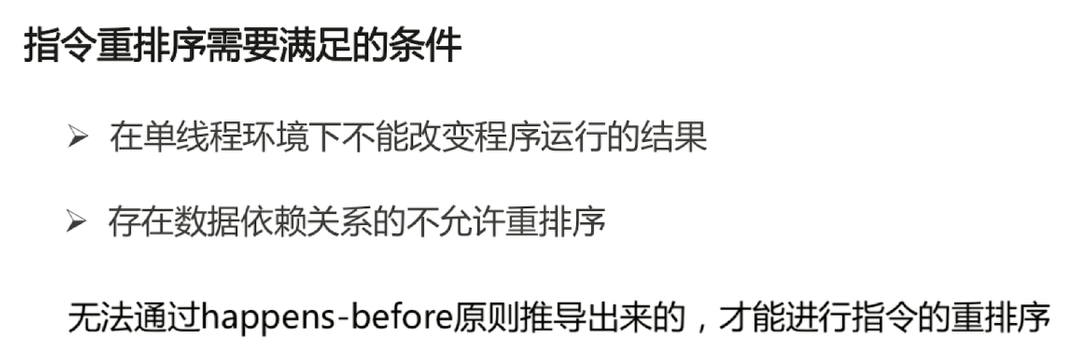 指令重排序需要满足的条件
➢ 在单线程环境下不能改变程序运行的结果
➢ 存在数据依赖关系的不允许重排序
无法通过happens-before原则推导出来的，才能进行指令的重排序